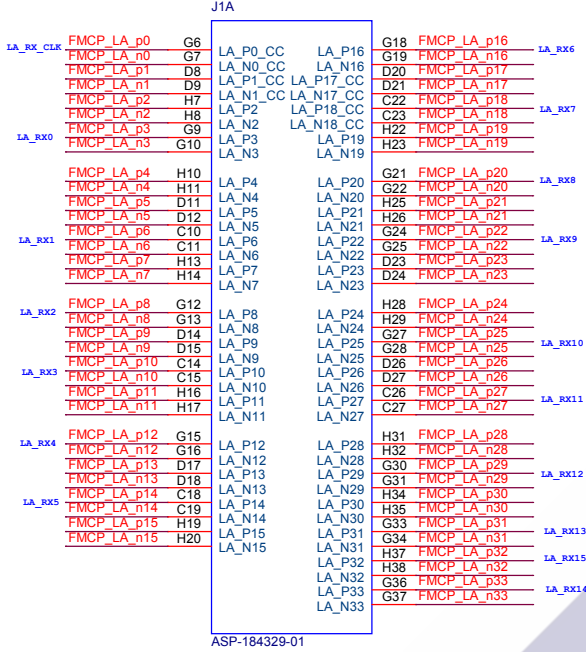 J1A
LA_RX_CLK FMCP_LA_p0 G6 LA_P0_CC LA_P16 G18 FMCP_LA_p16 LA_RX6
FMCP_LA_n0 G7 LA_N0_CC LA_N16 G19 FMCP_LA_n16
FMCP_LA_p1 D8 LA_P1_CC LA_P17_CC D20 FMCP_LA_p17
FMCP_LA_n1 D9 LA_N1_CC LA_N17_CC D21 FMCP_LA_n17
FMCP_LA_p2 H7 LA_P2 LA_P18_CC C22 FMCP_LA_p18 LA_RX7
FMCP_LA_n2 H8 LA_N2 LA_N18_CC C23 FMCP_LA_n18
LA_RX0 FMCP_LA_p3 G9 LA_P3 LA_P19 H22 FMCP_LA_p19
FMCP_LA_n3 G10 LA_N3 LA_N19 H23 FMCP_LA_n19
FMCP_LA_p4 H10 LA_P4 LA_P20 G21 FMCP_LA_p20 LA_RX8
FMCP_LA_n4 H11 LA_N4 LA_N20 G22 FMCP_LA_n20
FMCP_LA_p5 D11 LA_P5 LA_P21 H25 FMCP_LA_p21
FMCP_LA_n5 D12 LA_N5 LA_N21 H26 FMCP_LA_n21
LA_RX1 FMCP_LA_p6 C10 LA_P6 LA_P22 G24 FMCP_LA_p22 LA_RX9
FMCP_LA_n6 C11 LA_N6 LA_N22 G25 FMCP_LA_n22
FMCP_LA_p7 H13 LA_P7 LA_P23 D23 FMCP_LA_p23
FMCP_LA_n7 H14 LA_N7 LA_N23 D24 FMCP_LA_n23
LA_RX2 FMCP_LA_p8 G12 LA_P8 LA_P24 H28 FMCP_LA_p24
FMCP_LA_n8 G13 LA_N8 LA_N24 H29 FMCP_LA_n24
FMCP_LA_p9 D14 LA_P9 LA_P25 G27 FMCP_LA_p25 LA_RX10
FMCP_LA_n9 D15 LA_N9 LA_N25 G28 FMCP_LA_n25
LA_RX3 FMCP_LA_p10 C14 LA_P10 LA_P26 D26 FMCP_LA_p26
FMCP_LA_n10 C15 LA_N10 LA_N26 D27 FMCP_LA_n26
FMCP_LA_p11 H16 LA_P11 LA_P27 C26 FMCP_LA_p27 LA_RX11
FMCP_LA_n11 H17 LA_N11 LA_N27 C27 FMCP_LA_n27
LA_RX4 FMCP_LA_p12 G15 LA_P12 LA_P28 H31 FMCP_LA_p28
FMCP_LA_n12 G16 LA_N12 LA_N28 H32 FMCP_LA_n28
FMCP_LA_p13 D17 LA_P13 LA_P29 G30 FMCP_LA_p29 LA_RX12
FMCP_LA_n13 D18 LA_N13 LA_N29 G31 FMCP_LA_n29
LA_RX5 FMCP_LA_p14 C18 LA_P14 LA_P30 H34 FMCP_LA_p30
FMCP_LA_n14 C19 LA_N14 LA_N30 H35 FMCP_LA_n30
FMCP_LA_p15 H19 LA_P15 LA_P31 G33 FMCP_LA_p31 LA_RX13
FMCP_LA_n15 H20 LA_N15 LA_N31 G34 FMCP_LA_n31
LA_P32 H37 FMCP_LA_p32 LA_RX15
LA_N32 H38 FMCP_LA_n32
LA_P33 G36 FMCP_LA_p33 LA_RX14
LA_N33 G37 FMCP_LA_n33
ASP-184329-01